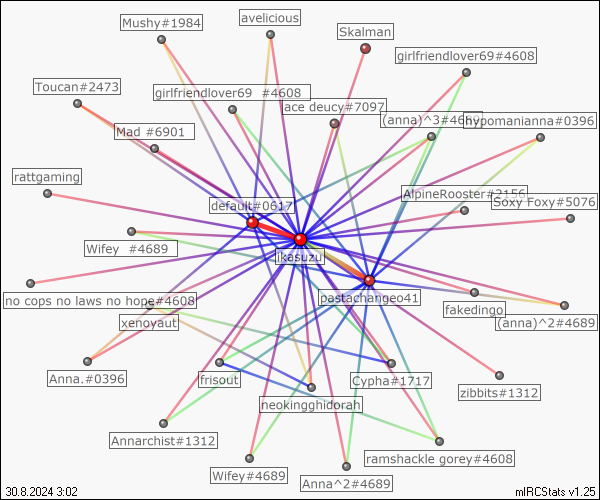 avelicious
Mushy#1984
Skalman
girlfriendlover69#4608
Toucan#2473
girlfriendlover69 #4608
ace deucy#7097
(anna)^3#46
hypomanianna#0396
Mad #6901
rattgaming
AlpineRooster#2156
Soxy Foxy#5076
default#0617
Wifey #4689
ikasuzu
pastachangeo41
no cops no laws no hope#4608
fakedingo
(anna)^2#4689
xenoyaut
Anna.#0396
frisout
Cypha#1717
zibbits#1312
neokingghidorah
Annarchist#1312
ramshackle gorey#4608
Wifey#4689
Anna^2#4689
30.8.2024 3:02
mIRCStats v1.25